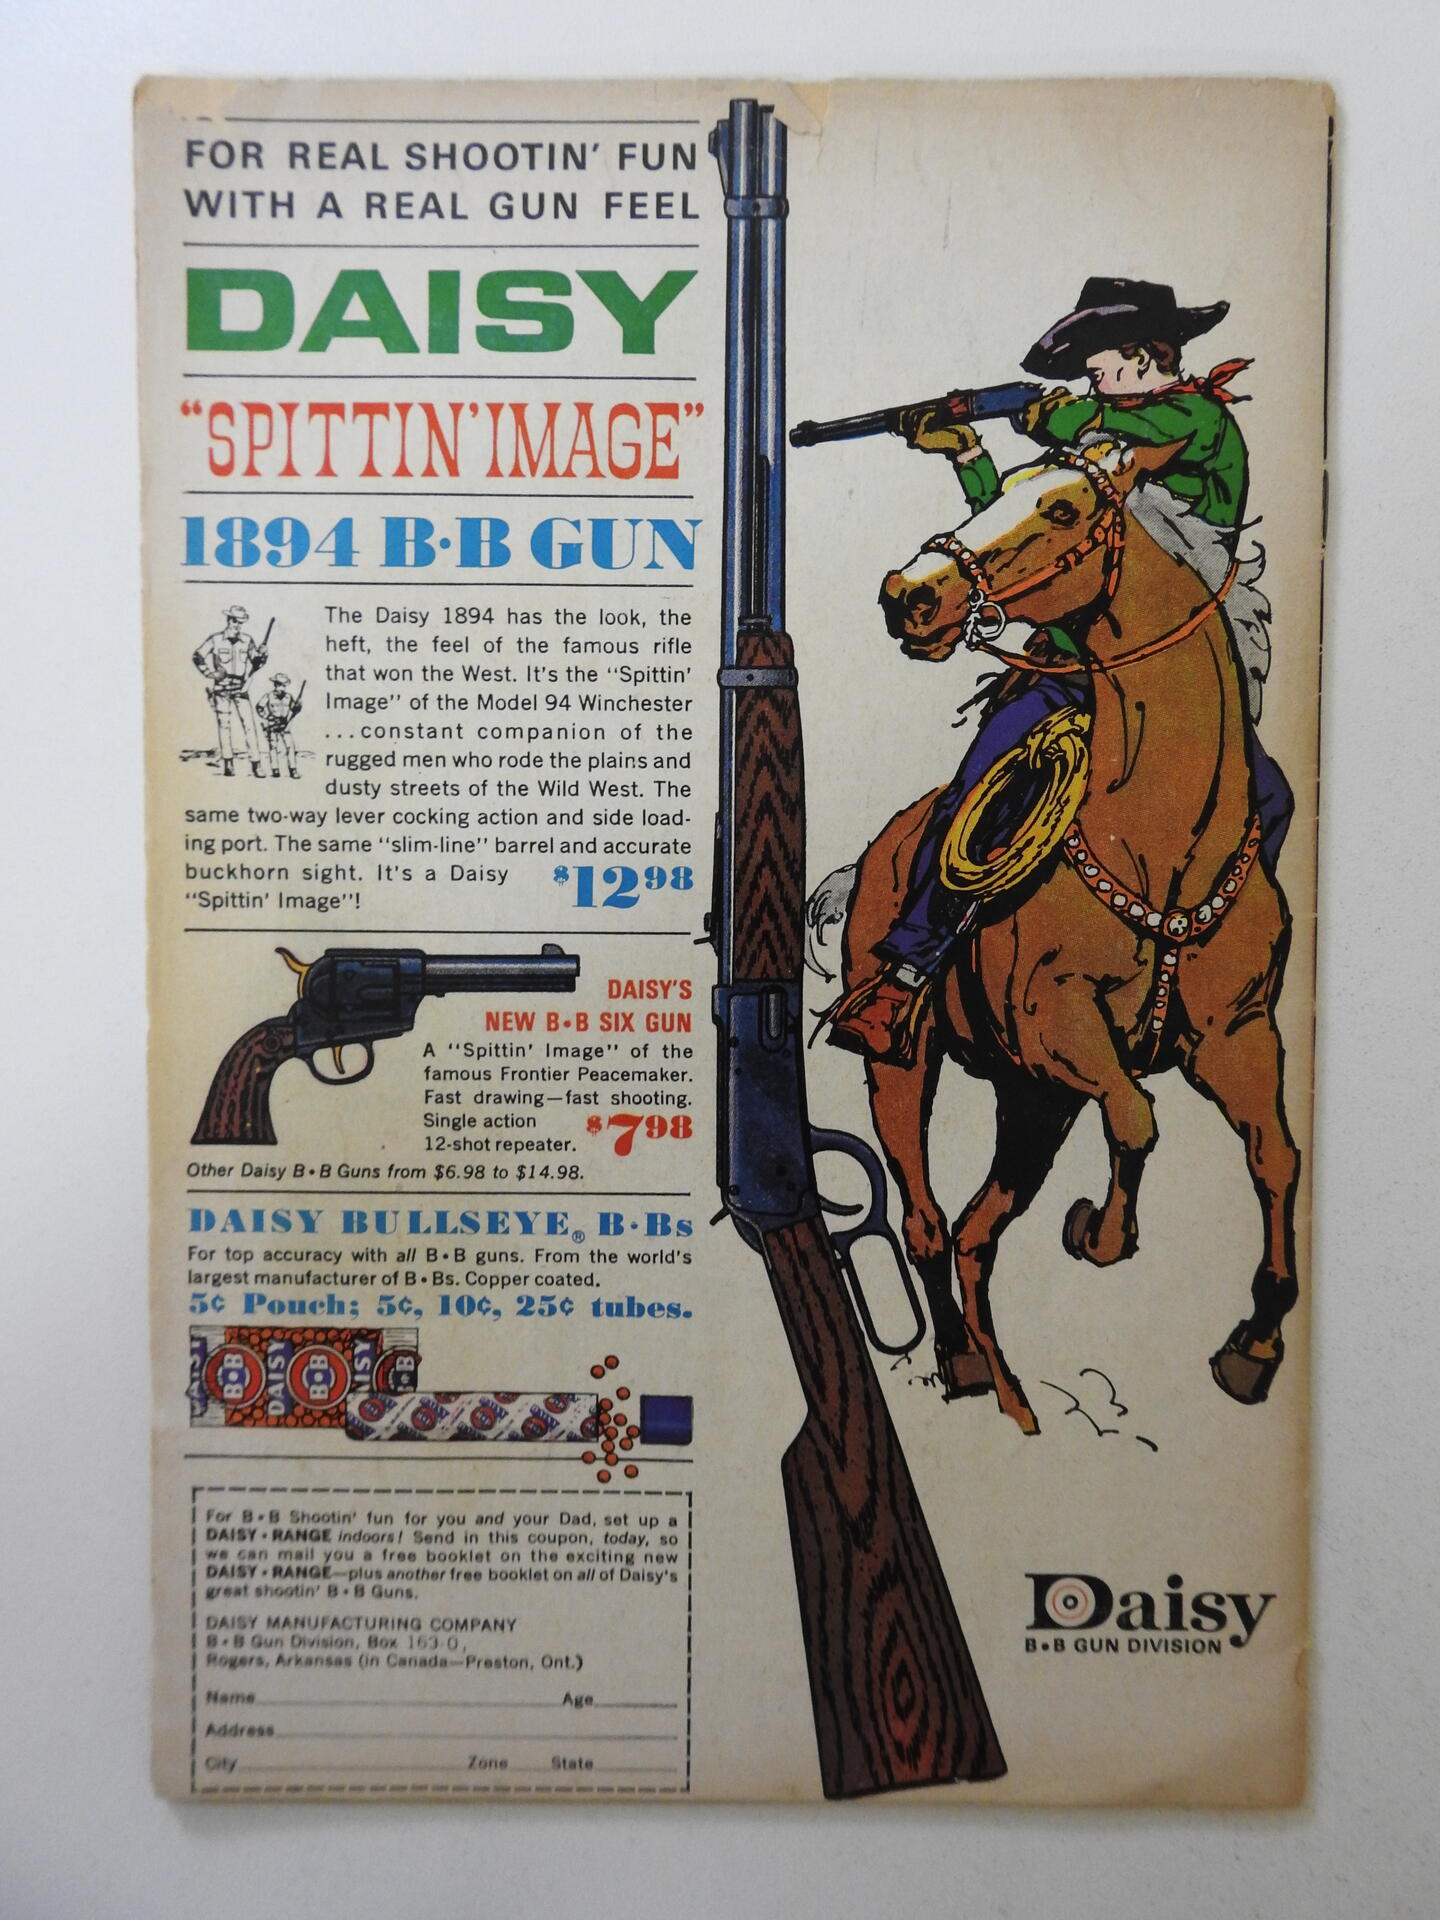 FOR REAL SHOOTIN' FUN
WITH A REAL GUN FEEL
DAISY
"SPITTIN' IMAGE"
1894 B•B GUN
The Daisy 1894 has the look, the
heft, the feel of the famous rifle
that won the West. It's the "Spittin'
Image" of the Model 94 Winchester
...constant companion of the
rugged men who rode the plains and
dusty streets of the Wild West. The
same two-way lever cocking action and side load-
ing port. The same "slim-line" barrel and accurate
buckhorn sight. It's a Daisy
"Spittin' Image"!
$12 98
DAISY'S
NEW B•B SIX GUN
A "Spittin' Image" of the
famous Frontier Peacemaker.
Fast drawing—fast shooting.
Single action
12-shot repeater.
$7 98
Other Daisy B•B Guns from $6.98 to $14.98.
DAISY BULLSEYE® B•Bs
For top accuracy with all B•B guns. From the world's
largest manufacturer of B•Bs. Copper coated.
5¢ Pouch; 5¢, 10¢, 25¢ tubes.
DAISY
B•B
DAISY
B•B
DAISY
B•B
For B•B Shootin' fun for you and your Dad, set up a
DAISY•RANGE indoors! Send in this coupon, today, so
we can mail you a free booklet on the exciting new
DAISY•RANGE—plus another free booklet on all of Daisy's
great shootin' B•B Guns.
DAISY MANUFACTURING COMPANY
B•B Gun Division, Box 163-0,
Rogers, Arkansas (in Canada—Preston, Ont.)
Name Age
Address
City Zone State
Daisy
B•B GUN DIVISION